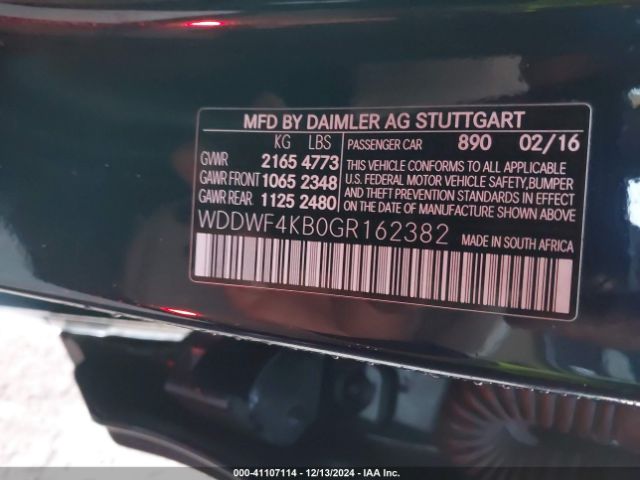 MFD BY DAIMLER AG STUTTGART
KG LBS PASSENGER CAR 890 02/16
GVWR 2165 4773
GAWR FRONT 1065 2348
GAWR REAR 1125 2480
THIS VEHICLE CONFORMS TO ALL APPLICABLE
U.S. FEDERAL MOTOR VEHICLE SAFETY,BUMPER
AND THEFT PREVENTION STANDARDS IN
EFFECT ON THE DATE OF MANUFACTURE
SHOWN ABOVE.
WDDWF4KB0GR162382
MADE IN SOUTH AFRICA
000-41107114 - 12/13/2024 - IAA Inc.